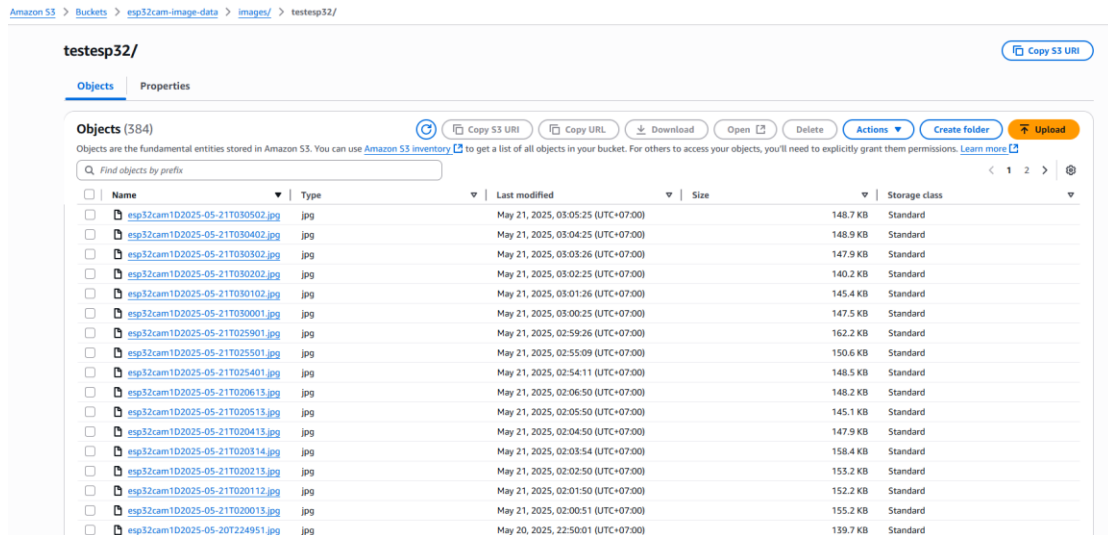 Amazon S3 > Buckets > esp32cam-image-data > images/ > testesp32/
testesp32/
Copy S3 URI
Objects Properties
Objects (384) Copy S3 URI Copy URL Download Open Delete Actions Create folder Upload
Objects are the fundamental entities stored in Amazon S3. You can use Amazon S3 inventory to get a list of all objects in your bucket. For others to access your objects, you'll need to explicitly grant them permissions. Learn more
Find objects by prefix < 1 2 >
Name Type Last modified Size Storage class
esp32cam1D2025-05-21T030502.jpg jpg May 21, 2025, 03:05:25 (UTC+07:00) 148.7 KB Standard
esp32cam1D2025-05-21T030402.jpg jpg May 21, 2025, 03:04:25 (UTC+07:00) 148.9 KB Standard
esp32cam1D2025-05-21T030302.jpg jpg May 21, 2025, 03:03:26 (UTC+07:00) 147.9 KB Standard
esp32cam1D2025-05-21T030202.jpg jpg May 21, 2025, 03:02:25 (UTC+07:00) 140.2 KB Standard
esp32cam1D2025-05-21T030102.jpg jpg May 21, 2025, 03:01:26 (UTC+07:00) 145.4 KB Standard
esp32cam1D2025-05-21T030001.jpg jpg May 21, 2025, 03:00:25 (UTC+07:00) 147.5 KB Standard
esp32cam1D2025-05-21T025901.jpg jpg May 21, 2025, 02:59:26 (UTC+07:00) 162.2 KB Standard
esp32cam1D2025-05-21T025501.jpg jpg May 21, 2025, 02:55:09 (UTC+07:00) 150.6 KB Standard
esp32cam1D2025-05-21T025401.jpg jpg May 21, 2025, 02:54:11 (UTC+07:00) 148.5 KB Standard
esp32cam1D2025-05-21T020613.jpg jpg May 21, 2025, 02:06:50 (UTC+07:00) 148.2 KB Standard
esp32cam1D2025-05-21T020513.jpg jpg May 21, 2025, 02:05:50 (UTC+07:00) 145.1 KB Standard
esp32cam1D2025-05-21T020413.jpg jpg May 21, 2025, 02:04:50 (UTC+07:00) 147.9 KB Standard
esp32cam1D2025-05-21T020314.jpg jpg May 21, 2025, 02:03:54 (UTC+07:00) 158.4 KB Standard
esp32cam1D2025-05-21T020213.jpg jpg May 21, 2025, 02:02:50 (UTC+07:00) 153.2 KB Standard
esp32cam1D2025-05-21T020112.jpg jpg May 21, 2025, 02:01:50 (UTC+07:00) 152.2 KB Standard
esp32cam1D2025-05-21T020013.jpg jpg May 21, 2025, 02:00:51 (UTC+07:00) 155.2 KB Standard
esp32cam1D2025-05-20T224951.jpg jpg May 20, 2025, 22:50:01 (UTC+07:00) 139.7 KB Standard